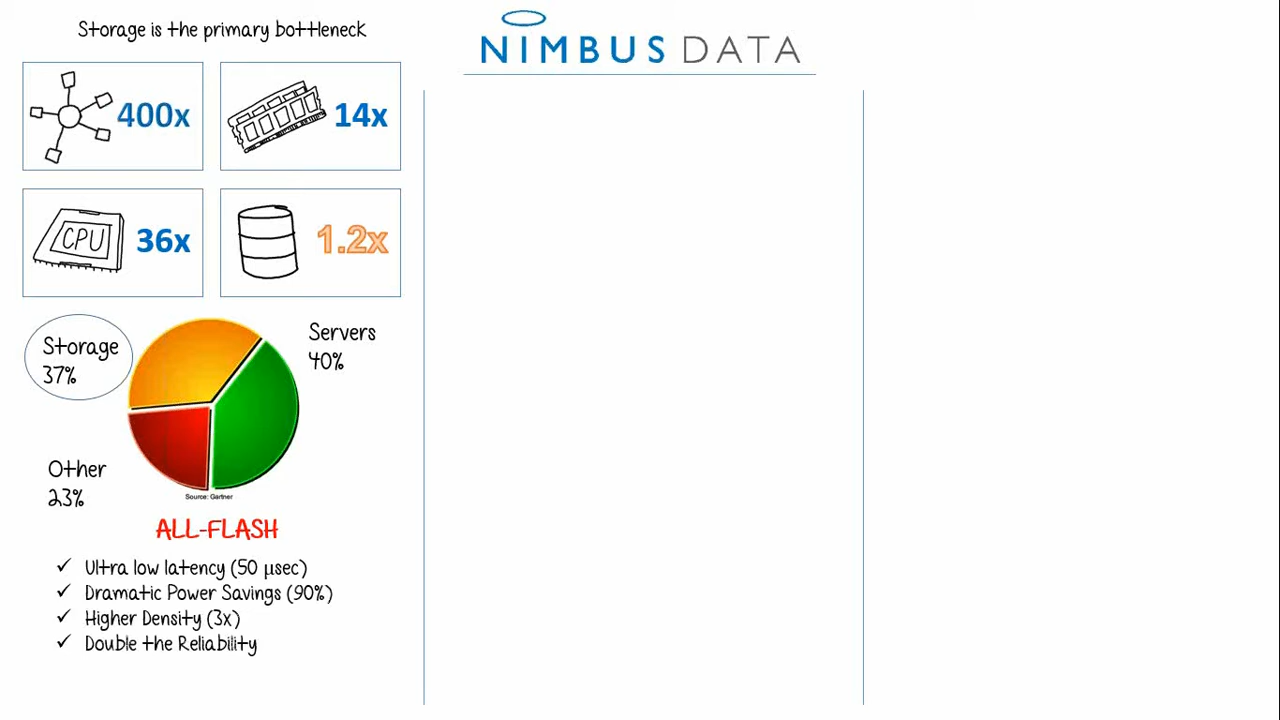 Storage is the primary bottleneck
NIMBUS DATA
400x
14x
CPU
36x
1.2x
Storage
37%
Servers
40%
Other
23%
Source: Gartner
ALL-FLASH
✓ Ultra low latency (50 μsec)
✓ Dramatic Power Savings (90%)
✓ Higher Density (3x)
✓ Double the Reliability